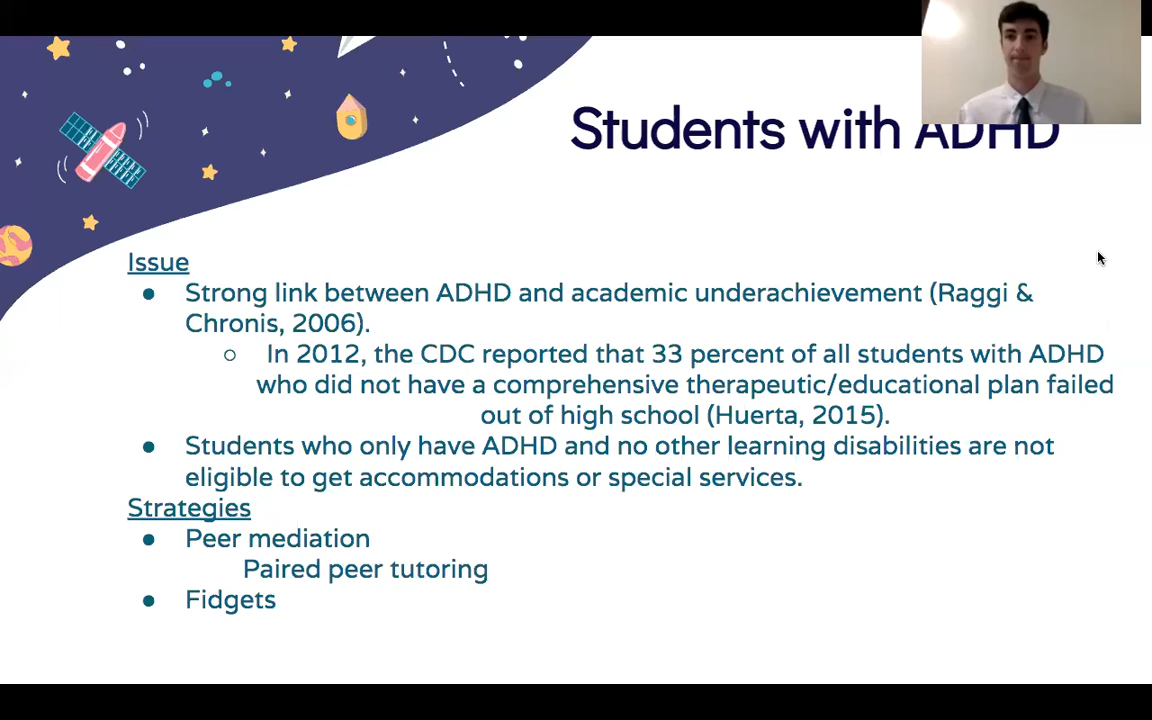 Students with ADHD
Issue
● Strong link between ADHD and academic underachievement (Raggi &
Chronis, 2006).
○ In 2012, the CDC reported that 33 percent of all students with ADHD
who did not have a comprehensive therapeutic/educational plan failed
out of high school (Huerta, 2015).
● Students who only have ADHD and no other learning disabilities are not
eligible to get accommodations or special services.
Strategies
● Peer mediation
Paired peer tutoring
● Fidgets